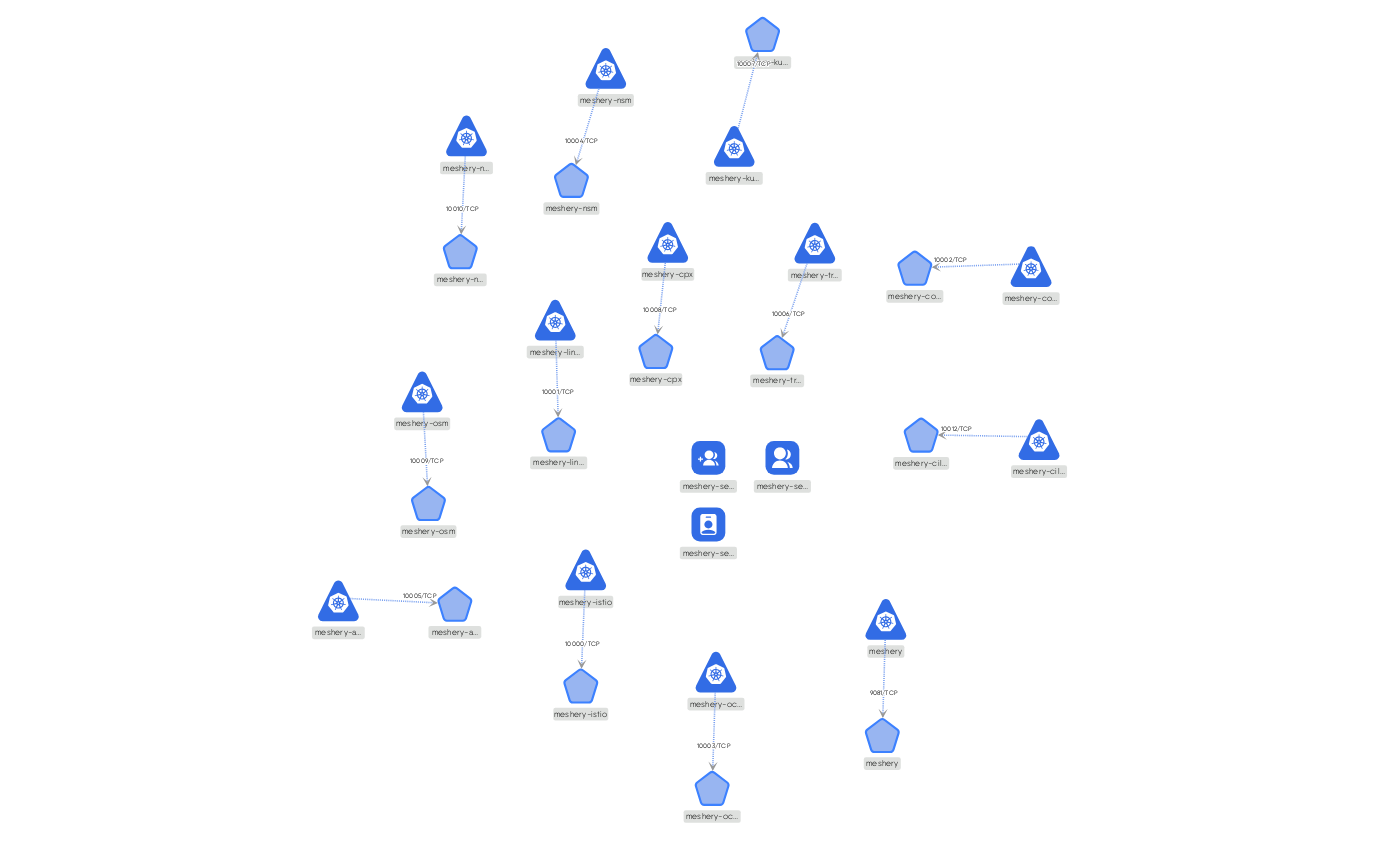 meshery-nsm
10004/TCP
meshery-nsm
10007/TCP
-ku...
meshery-ku...
meshery-n...
10010/TCP
meshery-n...
meshery-cpx
10008/TCP
meshery-cpx
meshery-tr...
10006/TCP
meshery-tr...
10002/TCP
meshery-co...
meshery-co...
meshery-lin...
10001/TCP
meshery-lin...
meshery-osm
10009/TCP
meshery-osm
10012/TCP
meshery-cil...
meshery-cil...
meshery-se...
meshery-se...
meshery-se...
10005/TCP
meshery-a...
meshery-a...
meshery-istio
10000/TCP
meshery-istio
meshery-oc...
10003/TCP
meshery-oc...
meshery
9081/TCP
meshery